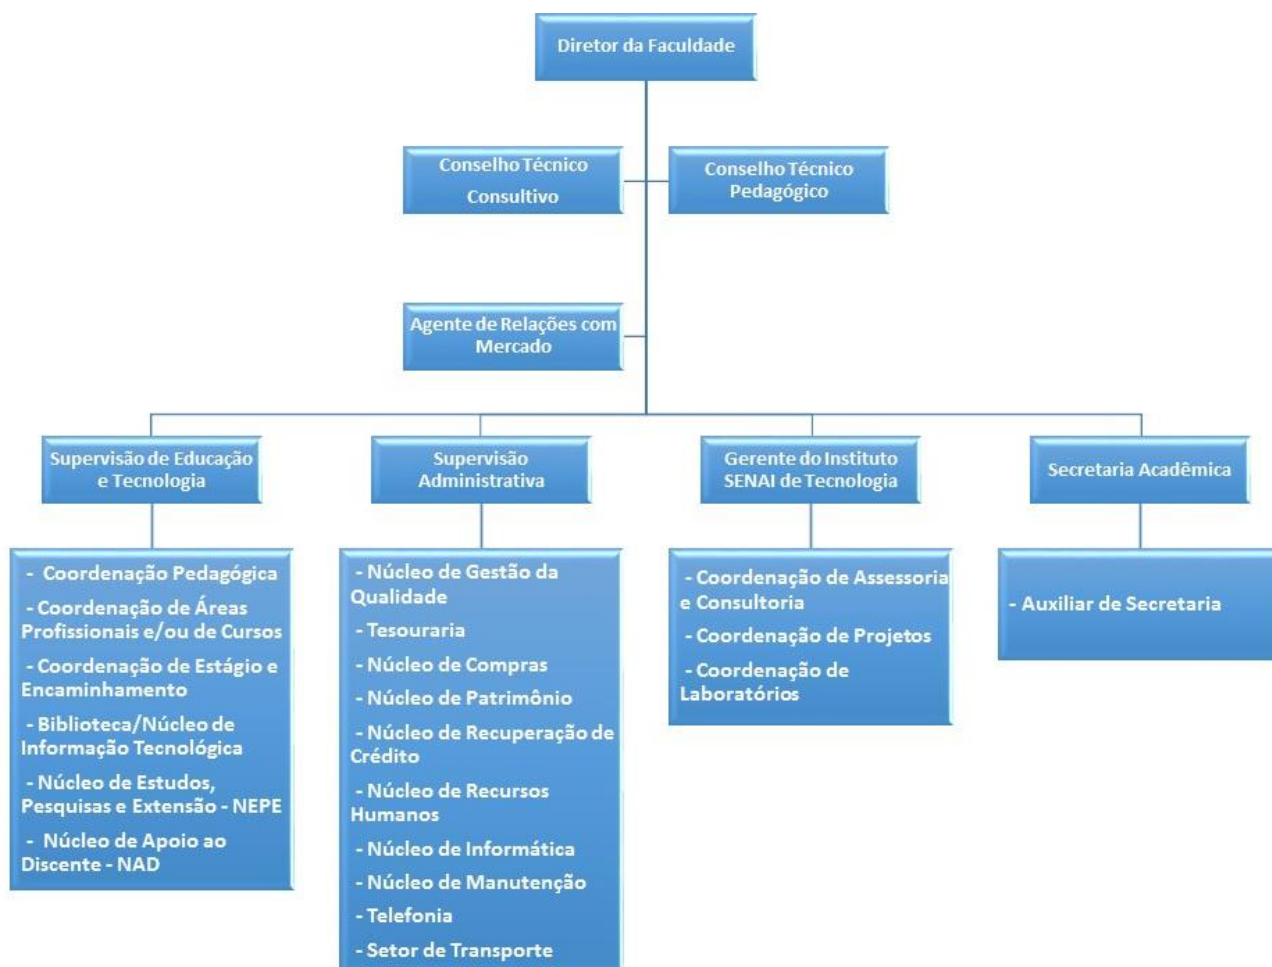 Diretor da Faculdade
Conselho Técnico
Consultivo
Conselho Técnico
Pedagógico
Agente de Relações com
Mercado
Supervisão de Educação
e Tecnologia
Supervisão
Administrativa
Gerente do Instituto
SENAI de Tecnologia
Secretaria Acadêmica
- Coordenação Pedagógica
- Coordenação de Áreas
Profissionais e/ou de Cursos
- Coordenação de Estágio e
Encaminhamento
- Biblioteca/Núcleo de
Informação Tecnológica
- Núcleo de Estudos,
Pesquisas e Extensão - NEPE
- Núcleo de Apoio ao
Discente - NAD
- Núcleo de Gestão da
Qualidade
- Tesouraria
- Núcleo de Compras
- Núcleo de Patrimônio
- Núcleo de Recuperação de
Crédito
- Núcleo de Recursos
Humanos
- Núcleo de Informática
- Núcleo de Manutenção
- Telefonia
- Setor de Transporte
- Coordenação de Assessoria
e Consultoria
- Coordenação de Projetos
- Coordenação de
Laboratórios
- Auxiliar de Secretaria